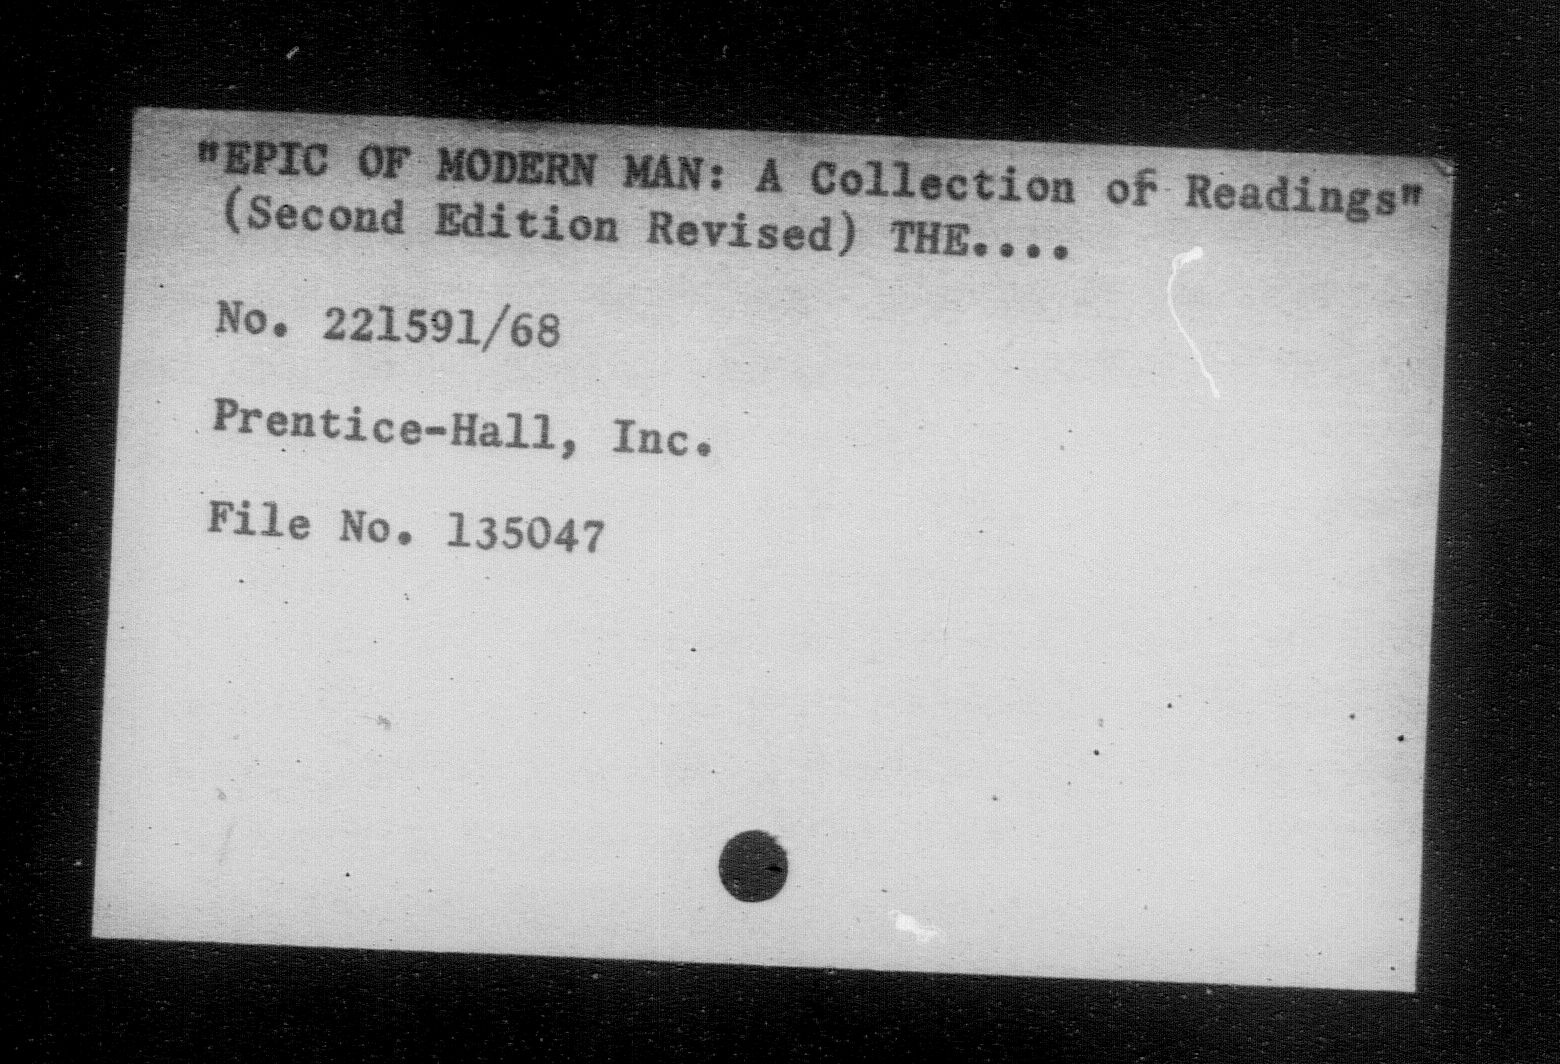 "EPIC OF MODERN MAN: A Collection of Readings"
(Second Edition Revised) THE....
No. 221591/68
Prentice-Hall, Inc.
File No. 135047